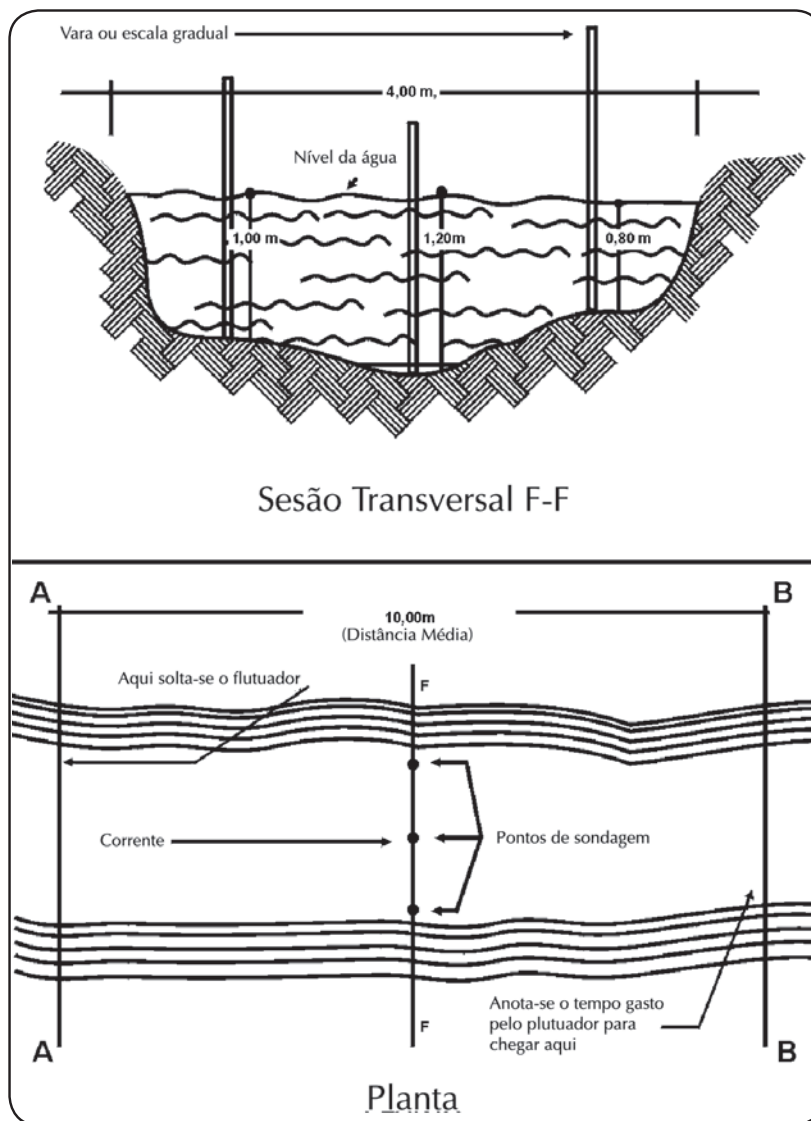 Vara ou escala gradual
4,00 m,
Nível da água
1,00 m
1,20m
0,80 m
Sesão Transversal F-F
A
B
10,00m
(Distância Média)
Aqui solta-se o flutuador
F
Corrente
Pontos de sondagem
Anota-se o tempo gasto
pelo plutuador para
chegar aqui
F
A
B
Planta